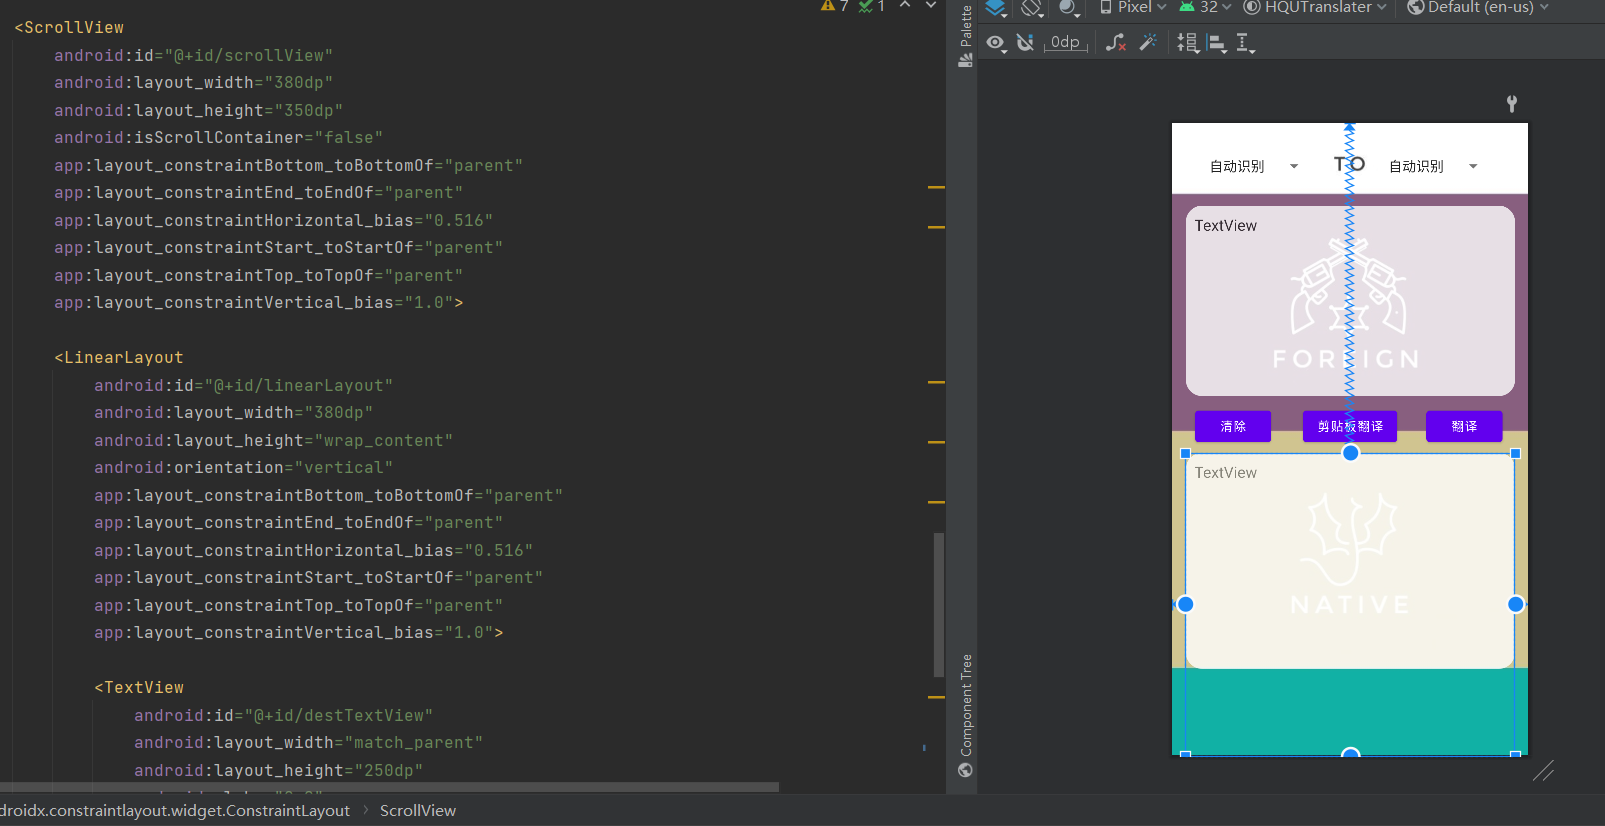 7 1
<ScrollView
android:id="@+id/scrollView"
android:layout_width="380dp"
android:layout_height="350dp"
android:isScrollContainer="false"
app:layout_constraintBottom_toBottomOf="parent"
app:layout_constraintEnd_toEndOf="parent"
app:layout_constraintHorizontal_bias="0.516"
app:layout_constraintStart_toStartOf="parent"
app:layout_constraintTop_toTopOf="parent"
app:layout_constraintVertical_bias="1.0">
<LinearLayout
android:id="@+id/linearLayout"
android:layout_width="380dp"
android:layout_height="wrap_content"
android:orientation="vertical"
app:layout_constraintBottom_toBottomOf="parent"
app:layout_constraintEnd_toEndOf="parent"
app:layout_constraintHorizontal_bias="0.516"
app:layout_constraintStart_toStartOf="parent"
app:layout_constraintTop_toTopOf="parent"
app:layout_constraintVertical_bias="1.0">
<TextView
android:id="@+id/destTextView"
android:layout_width="match_parent"
android:layout_height="250dp"
droidx.constraintlayout.widget.ConstraintLayout ScrollView
Palette
Component Tree
Pixel 32 HQUTranslater Default (en-us)
0dp
自动识别 TO 自动识别
TextView
FOREIGN
清除 剪贴板翻译 翻译
TextView
NATIVE